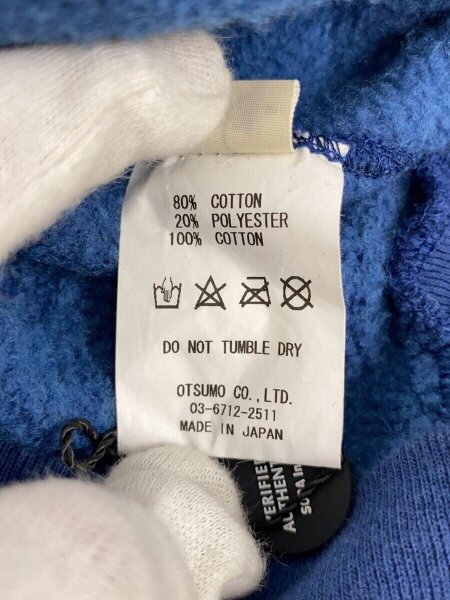 80% COTTON
20% POLYESTER
100% COTTON
DO NOT TUMBLE DRY
OTSUMO CO.,LTD.
03-6712-2511
MADE IN JAPAN